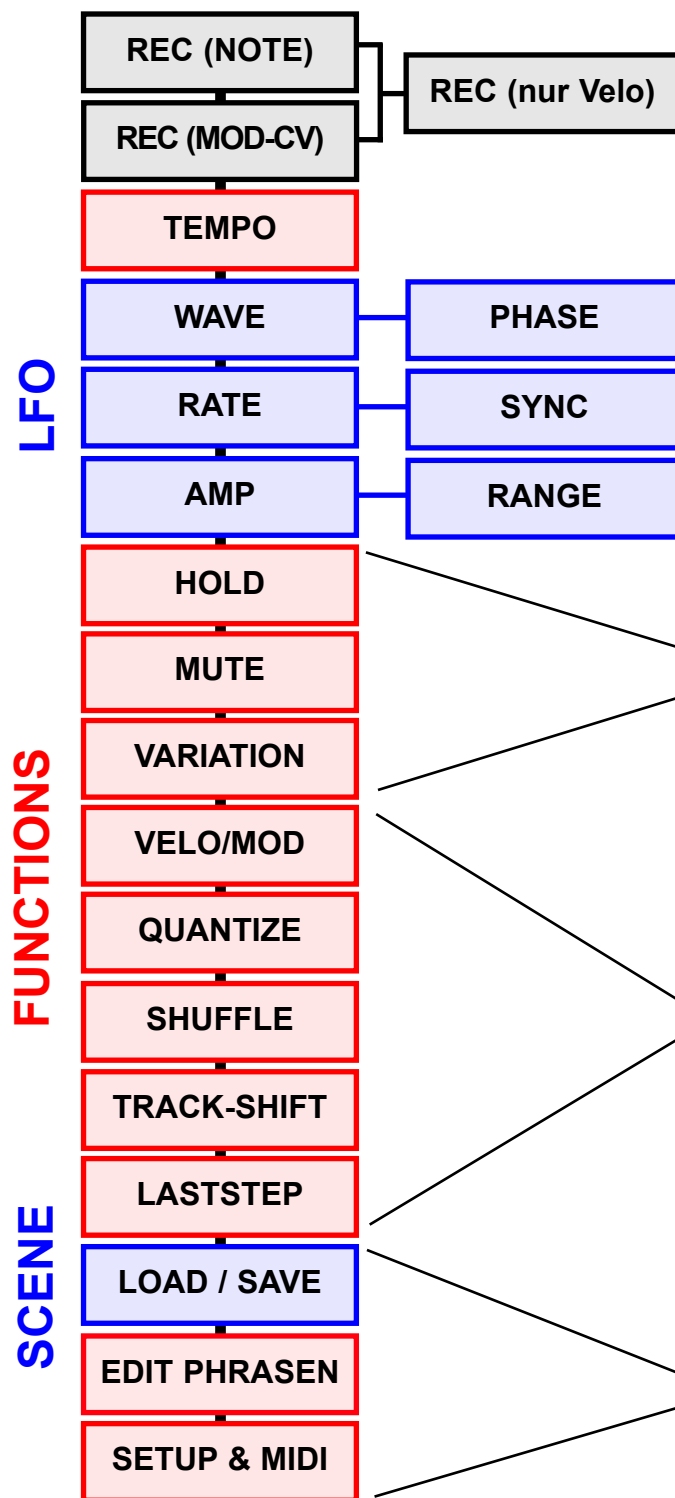 REC (NOTE)
REC (nur Velo)
REC (MOD-CV)
TEMPO
LFO
WAVE
PHASE
RATE
SYNC
AMP
RANGE
FUNCTIONS
HOLD
MUTE
VARIATION
VELO/MOD
QUANTIZE
SHUFFLE
TRACK-SHIFT
LASTSTEP
SCENE
LOAD / SAVE
EDIT PHRASEN
SETUP & MIDI